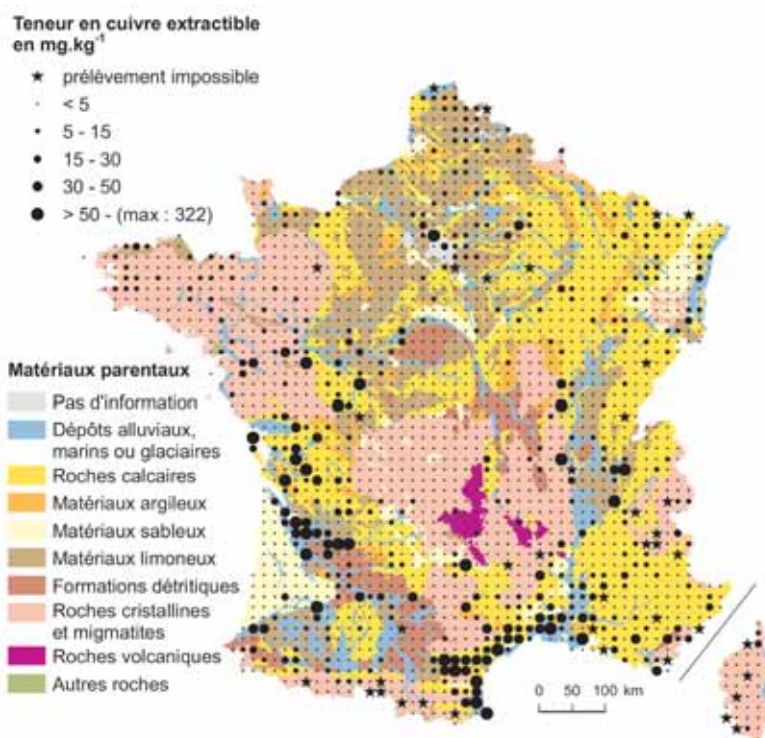 Teneur en cuivre extractible
en mg.kg⁻¹
prélèvement impossible
< 5
5 - 15
15 - 30
30 - 50
> 50 - (max : 322)
Matériaux parentaux
Pas d'information
Dépôts alluviaux,
marins ou glaciaires
Roches calcaires
Matériaux argileux
Matériaux sableux
Matériaux limoneux
Formations détritiques
Roches cristallines
et migmatites
Roches volcaniques
Autres roches
0 50 100 km